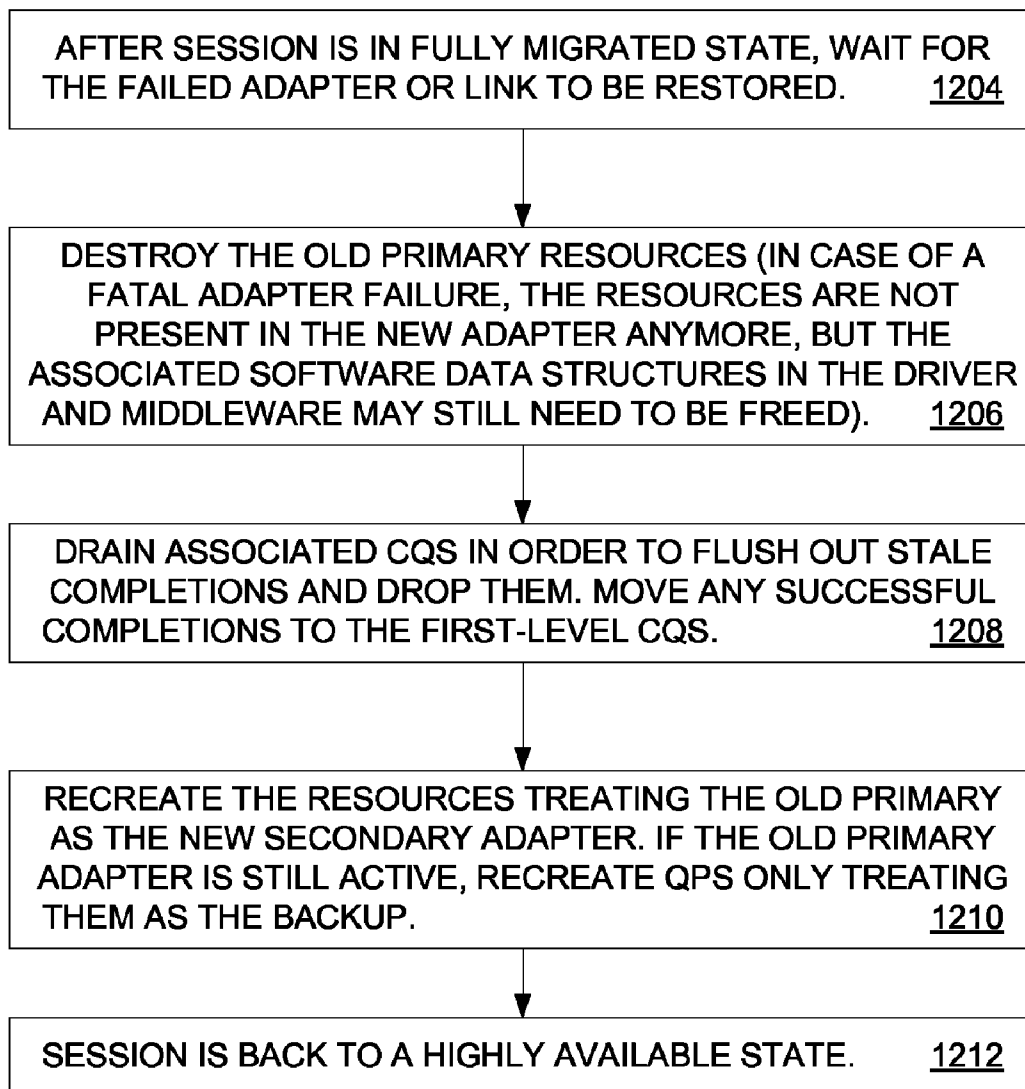 AFTER SESSION IS IN FULLY MIGRATED STATE, WAIT FOR
THE FAILED ADAPTER OR LINK TO BE RESTORED. 1204
DESTROY THE OLD PRIMARY RESOURCES (IN CASE OF A
FATAL ADAPTER FAILURE, THE RESOURCES ARE NOT
PRESENT IN THE NEW ADAPTER ANYMORE, BUT THE
ASSOCIATED SOFTWARE DATA STRUCTURES IN THE DRIVER
AND MIDDLEWARE MAY STILL NEED TO BE FREED). 1206
DRAIN ASSOCIATED CQS IN ORDER TO FLUSH OUT STALE
COMPLETIONS AND DROP THEM. MOVE ANY SUCCESSFUL
COMPLETIONS TO THE FIRST-LEVEL CQS. 1208
RECREATE THE RESOURCES TREATING THE OLD PRIMARY
AS THE NEW SECONDARY ADAPTER. IF THE OLD PRIMARY
ADAPTER IS STILL ACTIVE, RECREATE QPS ONLY TREATING
THEM AS THE BACKUP. 1210
SESSION IS BACK TO A HIGHLY AVAILABLE STATE. 1212